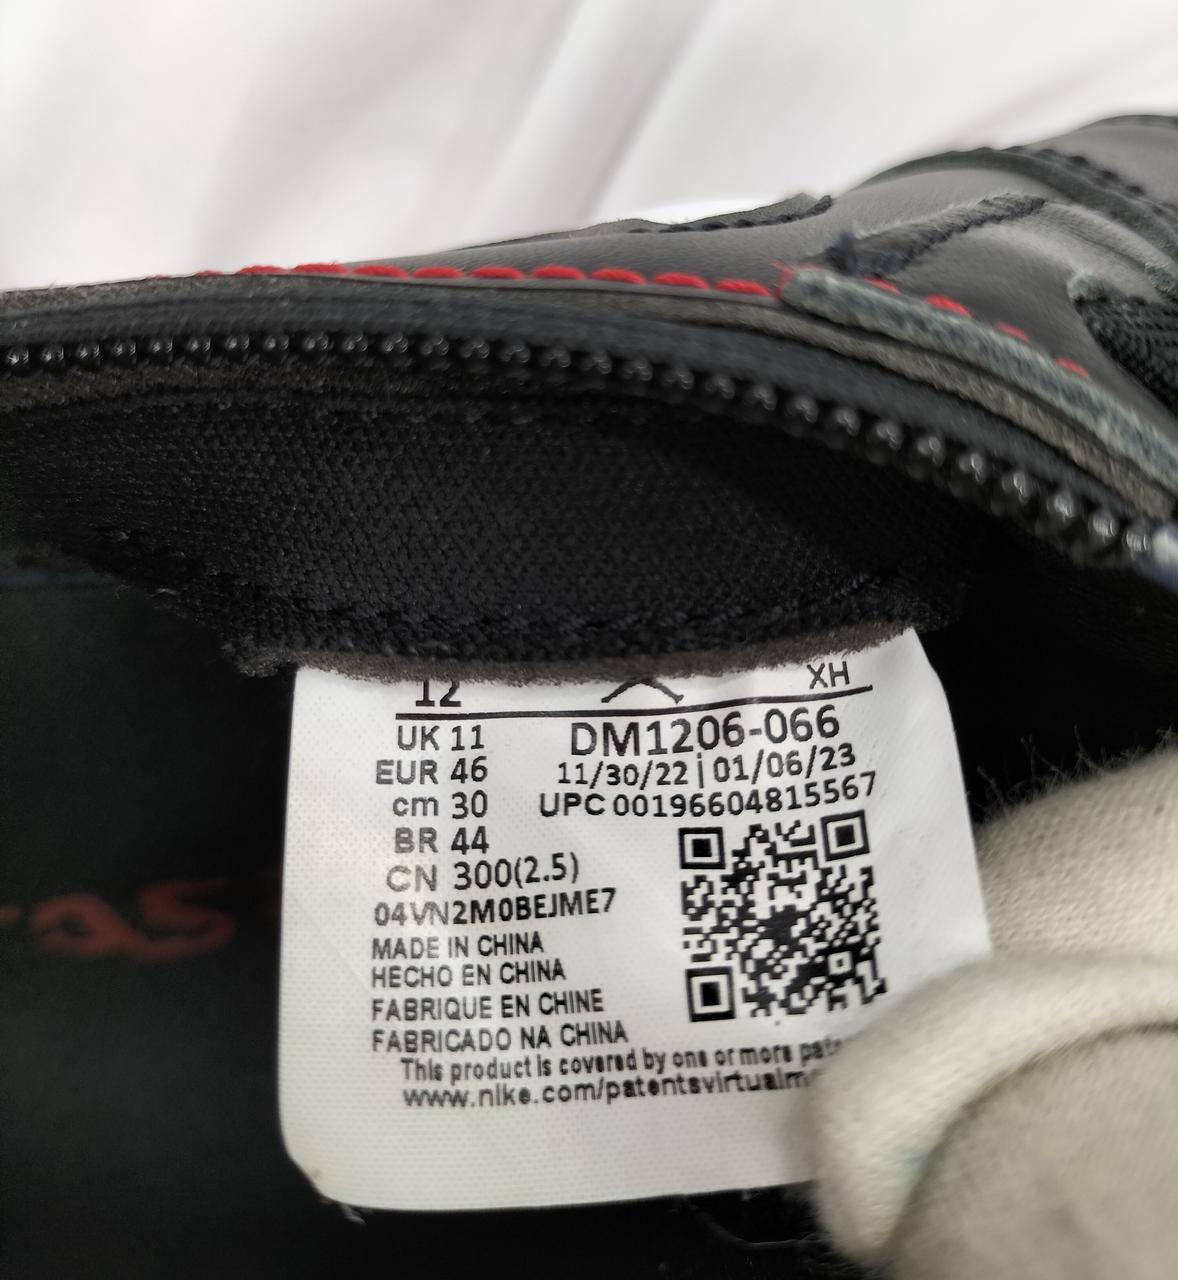 12 XH
UK 11 DM1206-066
EUR 46 11/30/22 | 01/06/23
cm 30 UPC 00196604815567
BR 44
CN 300(2.5)
04VN2M0BEJME7
MADE IN CHINA
HECHO EN CHINA
FABRIQUE EN CHINE
FABRICADO NA CHINA
This product is covered by one or more
www.nike.com/patentsvirtualm